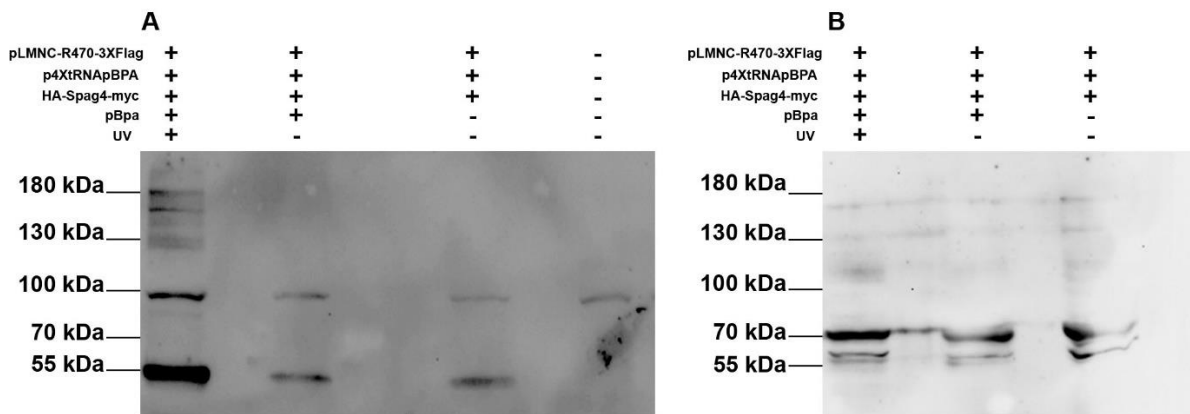 A
pLMNC-R470-3XFlag + + + -
p4XtRNApBPA + + + -
HA-Spag4-myc + + + -
pBpa + + - -
UV + - - -
180 kDa
130 kDa
100 kDa
70 kDa
55 kDa
B
pLMNC-R470-3XFlag + + +
p4XtRNApBPA + + +
HA-Spag4-myc + + +
pBpa + + -
UV + - -
180 kDa
130 kDa
100 kDa
70 kDa
55 kDa